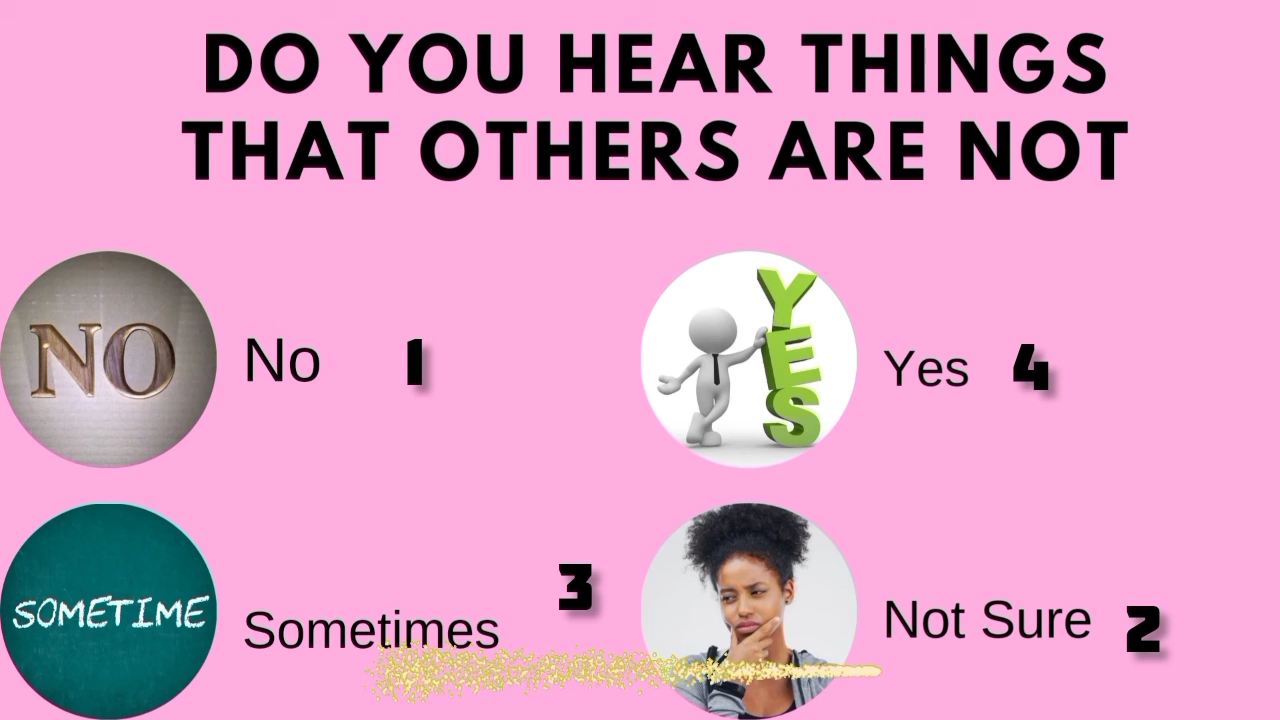 DO YOU HEAR THINGS
THAT OTHERS ARE NOT
NO
No 1
YES
Yes 4
SOMETIME
Sometimes 3
Not Sure 2